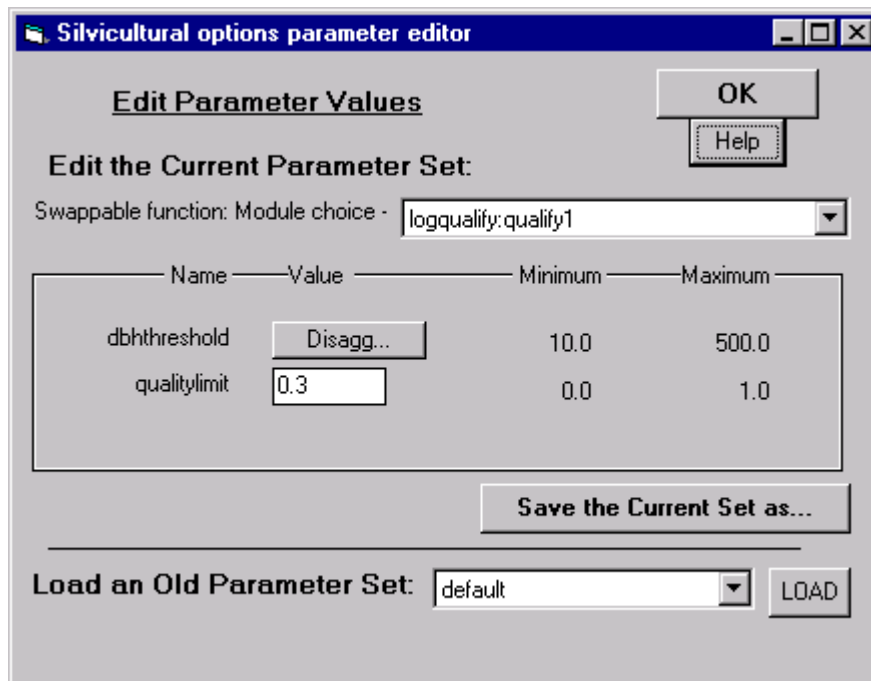 Silvicultural options parameter editor
Edit Parameter Values
OK
Help
Edit the Current Parameter Set:
Swappable function: Module choice - logqualify:qualify1
Name Value Minimum Maximum
dbhthreshold Disagg... 10.0 500.0
qualitylimit 0.3 0.0 1.0
Save the Current Set as...
Load an Old Parameter Set: default LOAD